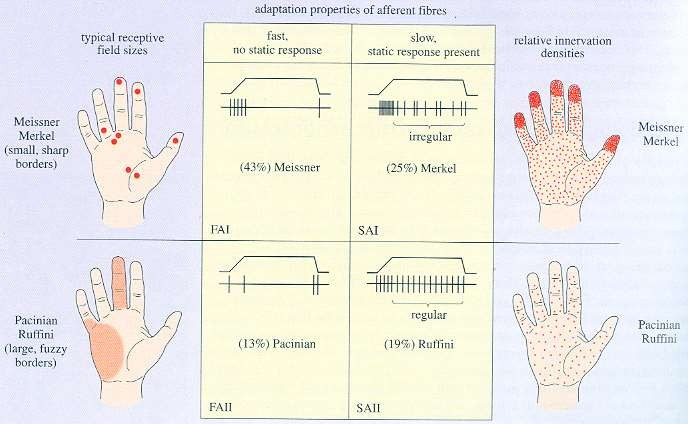 adaptation properties of afferent fibres
typical receptive
field sizes
fast,
no static response
slow,
static response present
relative innervation
densities
Meissner
Merkel
(small, sharp
borders)
irregular
(43%) Meissner
(25%) Merkel
FAI
SAI
Meissner
Merkel
Pacinian
Ruffini
(large, fuzzy
borders)
regular
(13%) Pacinian
(19%) Ruffini
FAII
SAII
Pacinian
Ruffini